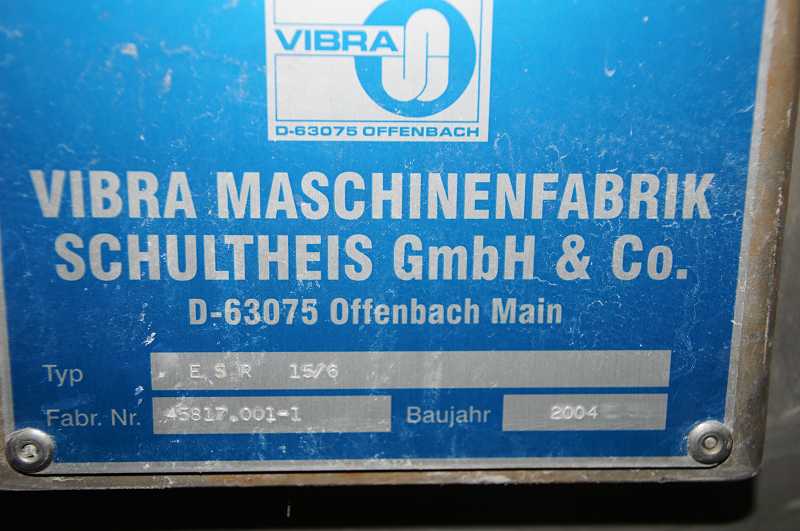 VIBRA
D-63075 OFFENBACH
VIBRA MASCHINENFABRIK
SCHULTHEIS GmbH & Co.
D-63075 Offenbach Main
Typ E S R 15/6
Fabr. Nr. 45817.001-1 Baujahr 2004